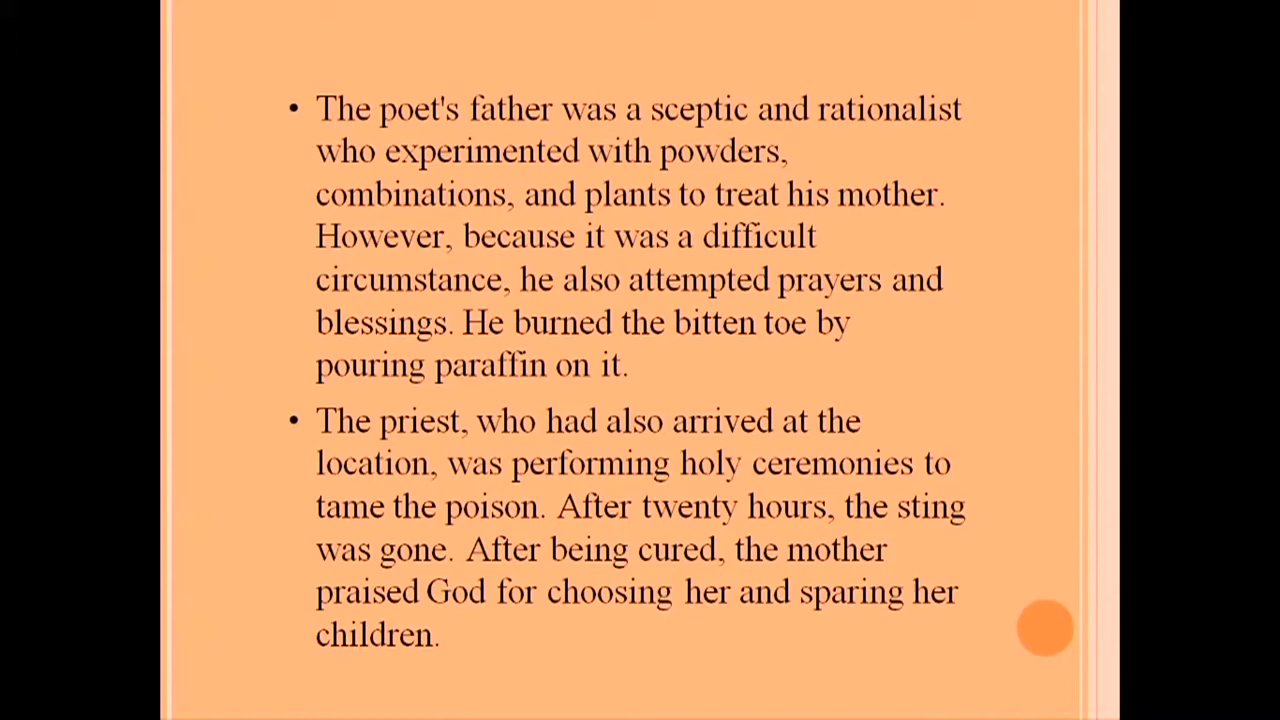 • The poet's father was a sceptic and rationalist
who experimented with powders,
combinations, and plants to treat his mother.
However, because it was a difficult
circumstance, he also attempted prayers and
blessings. He burned the bitten toe by
pouring paraffin on it.
• The priest, who had also arrived at the
location, was performing holy ceremonies to
tame the poison. After twenty hours, the sting
was gone. After being cured, the mother
praised God for choosing her and sparing her
children.